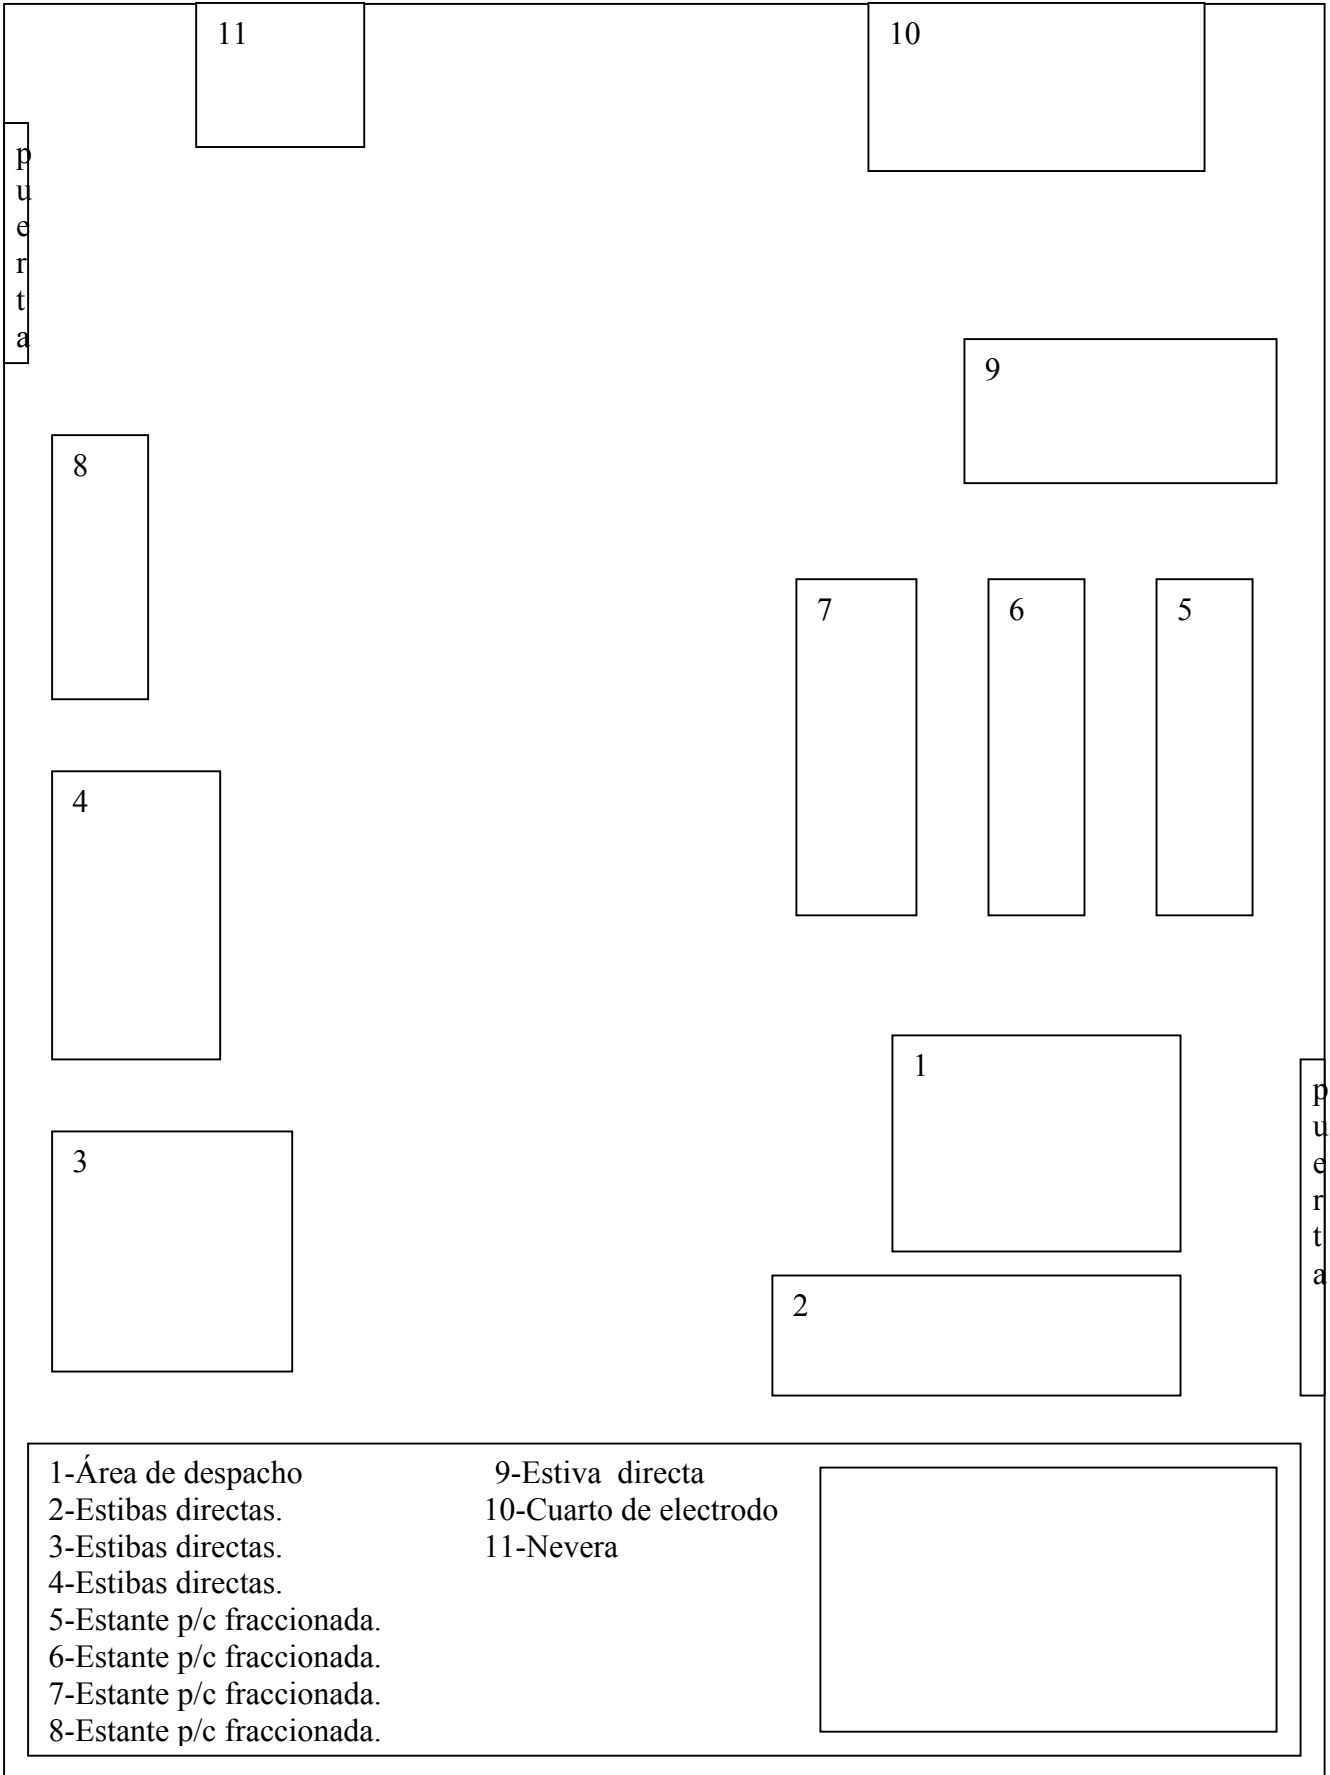 11
10
puerta
9
8
7
6
5
4
1
puerta
3
2
1-Área de despacho
2-Estibas directas.
3-Estibas directas.
4-Estibas directas.
5-Estante p/c fraccionada.
6-Estante p/c fraccionada.
7-Estante p/c fraccionada.
8-Estante p/c fraccionada.
9-Estiva  directa
10-Cuarto de electrodo
11-Nevera